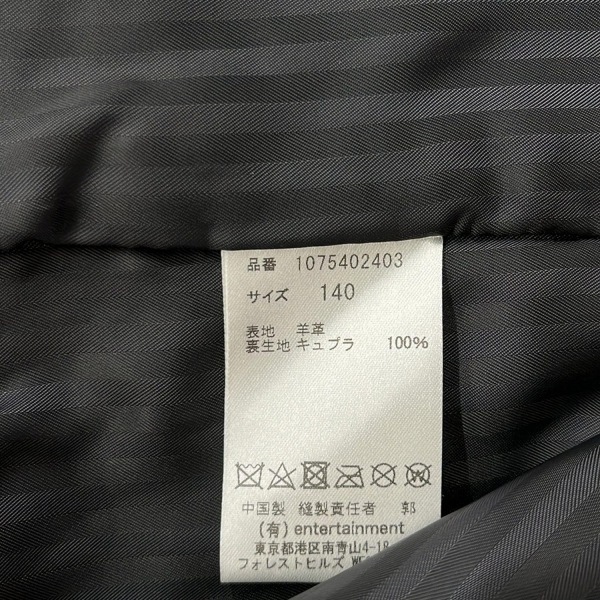 品番 1075402403
サイズ 140
表地 羊革
裏生地 キュプラ 100%
中国製 縫製責任者 郭
(有) entertainment
東京都港区南青山4-18
フォレストヒルズ